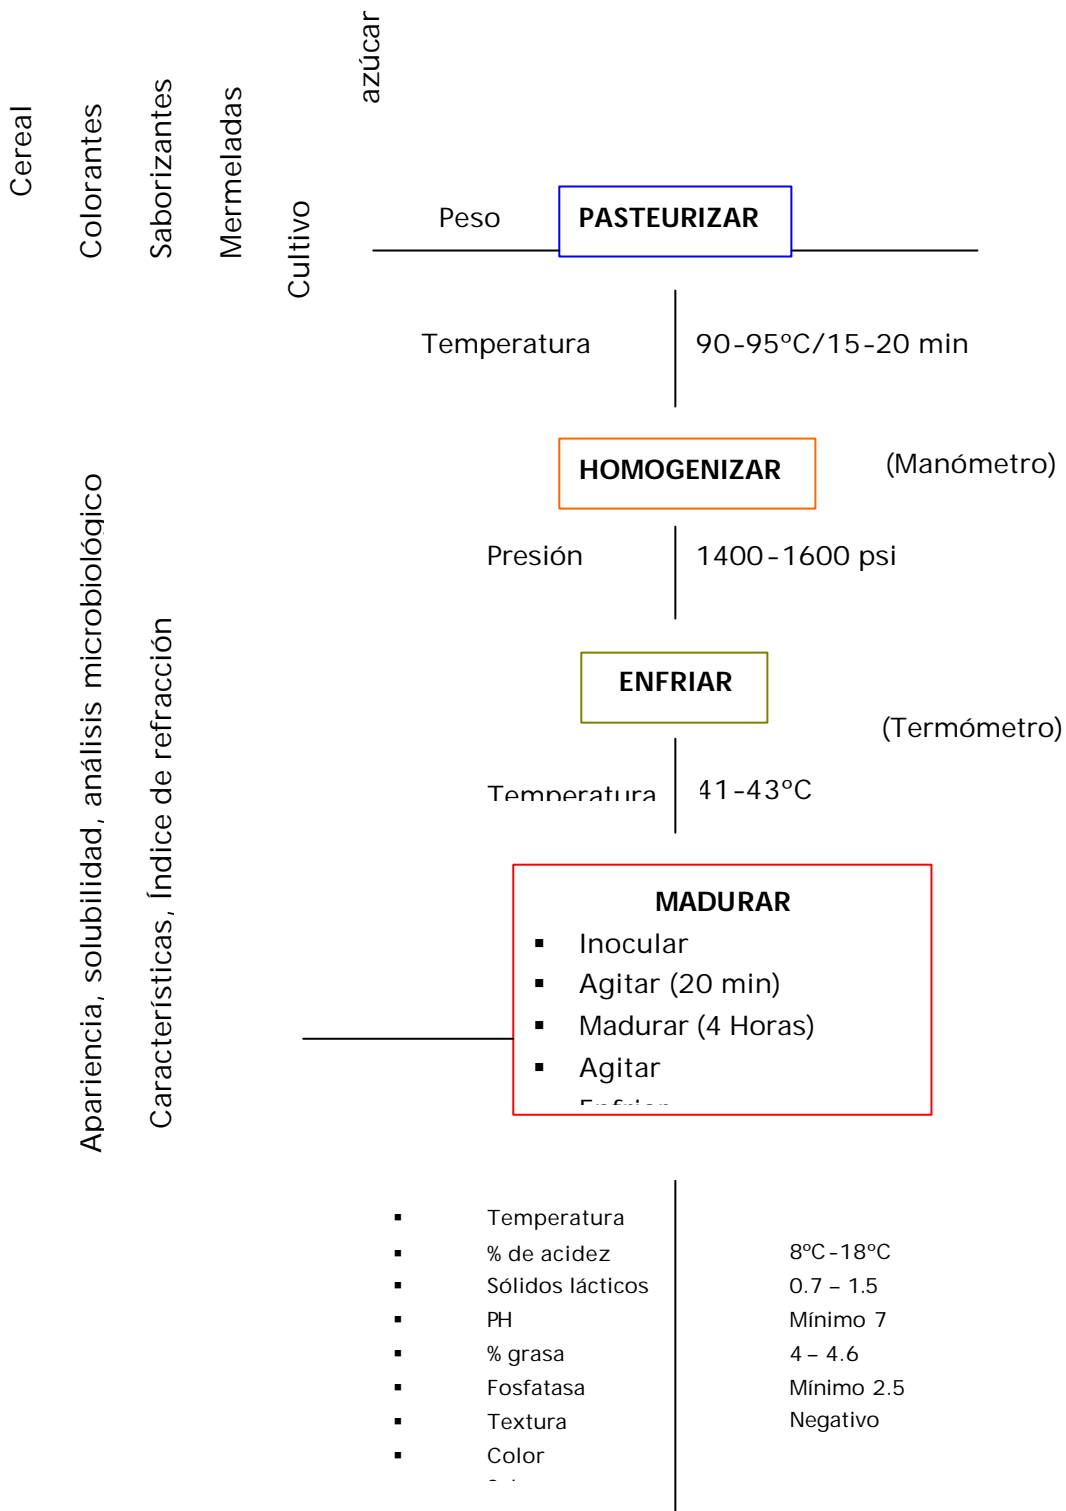 azúcar
Cereal
Colorantes
Saborizantes
Mermeladas
Cultivo
Peso
PASTEURIZAR
Temperatura
90-95°C/15-20 min
HOMOGENIZAR
(Manómetro)
Presión
1400-1600 psi
Apariencia, solubilidad, análisis microbiológico
Características, Índice de refracción
ENFRIAR
(Termómetro)
Temperatura
41-43°C
MADURAR
▪ Inocular
▪ Agitar (20 min)
▪ Madurar (4 Horas)
▪ Agitar
Enfriar
▪ Temperatura
▪ % de acidez 8°C-18°C
▪ Sólidos lácticos 0.7 – 1.5
▪ PH Mínimo 7
▪ % grasa 4 – 4.6
▪ Fosfatasa Mínimo 2.5
▪ Textura Negativo
▪ Color